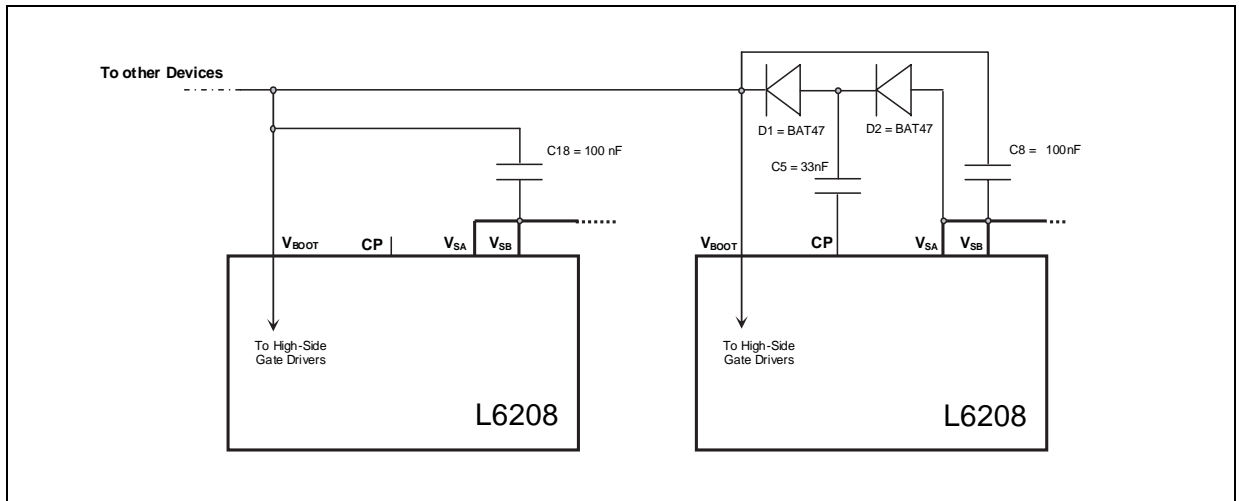 To other Devices
D1 = BAT47
D2 = BAT47
C18 = 100 nF
C5 = 33nF
C8 = 100nF
VBOOT
CP
VSA
VSB
VBOOT
CP
VSA
VSB
To High-Side
Gate Drivers
To High-Side
Gate Drivers
L6208
L6208